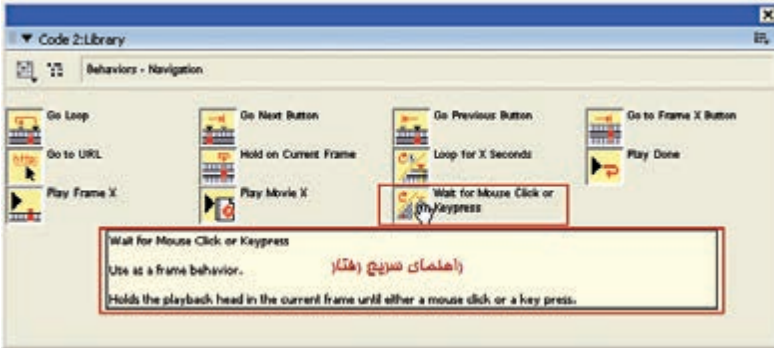 Code 2:Library
Behaviors - Navigation
Go Loop
Go Next Button
Go Previous Button
Go to Frame X Button
Go to URL
Hold on Current Frame
Loop for X Seconds
Play Done
Play Frame X
Play Movie X
Wait for Mouse Click or
Keypress
Wait for Mouse Click or Keypress
Use as a frame behavior.
راهنمای سریع رفتار
Holds the playback head in the current frame until either a mouse click or a key press.